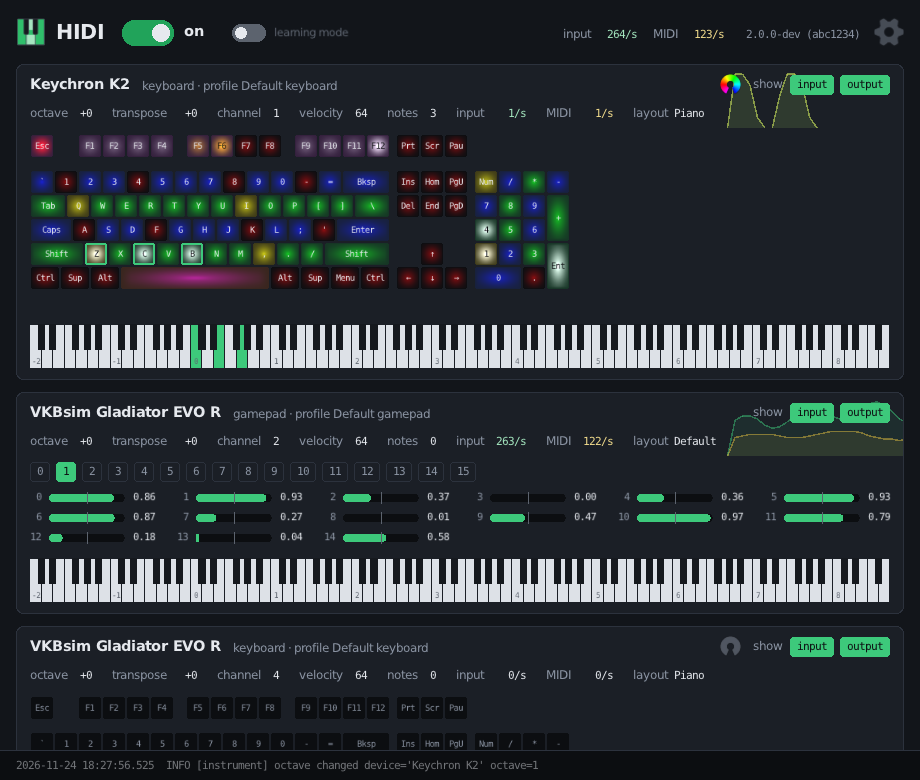 HIDI on learning mode input 264/s MIDI 123/s 2.0.0-dev (abc1234)
Keychron K2 keyboard · profile Default keyboard show input output
octave +0 transpose +0 channel 1 velocity 64 notes 3 input 1/s MIDI 1/s layout Piano
Esc F1 F2 F3 F4 F5 F6 F7 F8 F9 F10 F11 F12 Prt Scr Pau
` 1 2 3 4 5 6 7 8 9 0 - = Bksp Ins Hom PgU Num / * -
Tab Q W E R T Y U I O P [ ] \ Del End PgD 7 8 9 +
Caps A S D F G H J K L ; ' Enter 4 5 6
Shift Z X C V B N M , . / Shift ↑ 1 2 3 Ent
Ctrl Sup Alt Alt Sup Menu Ctrl ← ↓ → 0 .
-2 -1 0 1 2 3 4 5 6 7 8
VKBsim Gladiator EVO R gamepad · profile Default gamepad show input output
octave +0 transpose +0 channel 2 velocity 64 notes 0 input 263/s MIDI 122/s layout Default
0 1 2 3 4 5 6 7 8 9 10 11 12 13 14 15
0 0.86 1 0.93 2 0.37 3 0.00 4 0.36 5 0.93
6 0.87 7 0.27 8 0.01 9 0.47 10 0.97 11 0.79
12 0.18 13 0.04 14 0.58
-2 -1 0 1 2 3 4 5 6 7 8
VKBsim Gladiator EVO R keyboard · profile Default keyboard show input output
octave +0 transpose +0 channel 4 velocity 64 notes 0 input 0/s MIDI 0/s layout Piano
Esc F1 F2 F3 F4 F5 F6 F7 F8 F9 F10 F11 F12 Prt Scr Pau
` 1 2 3 4 5 6 7 8 9 0 - = Bksp Ins Hom PgU Num / * -
2026-11-24 18:27:56.525 INFO [instrument] octave changed device='Keychron K2' octave=1